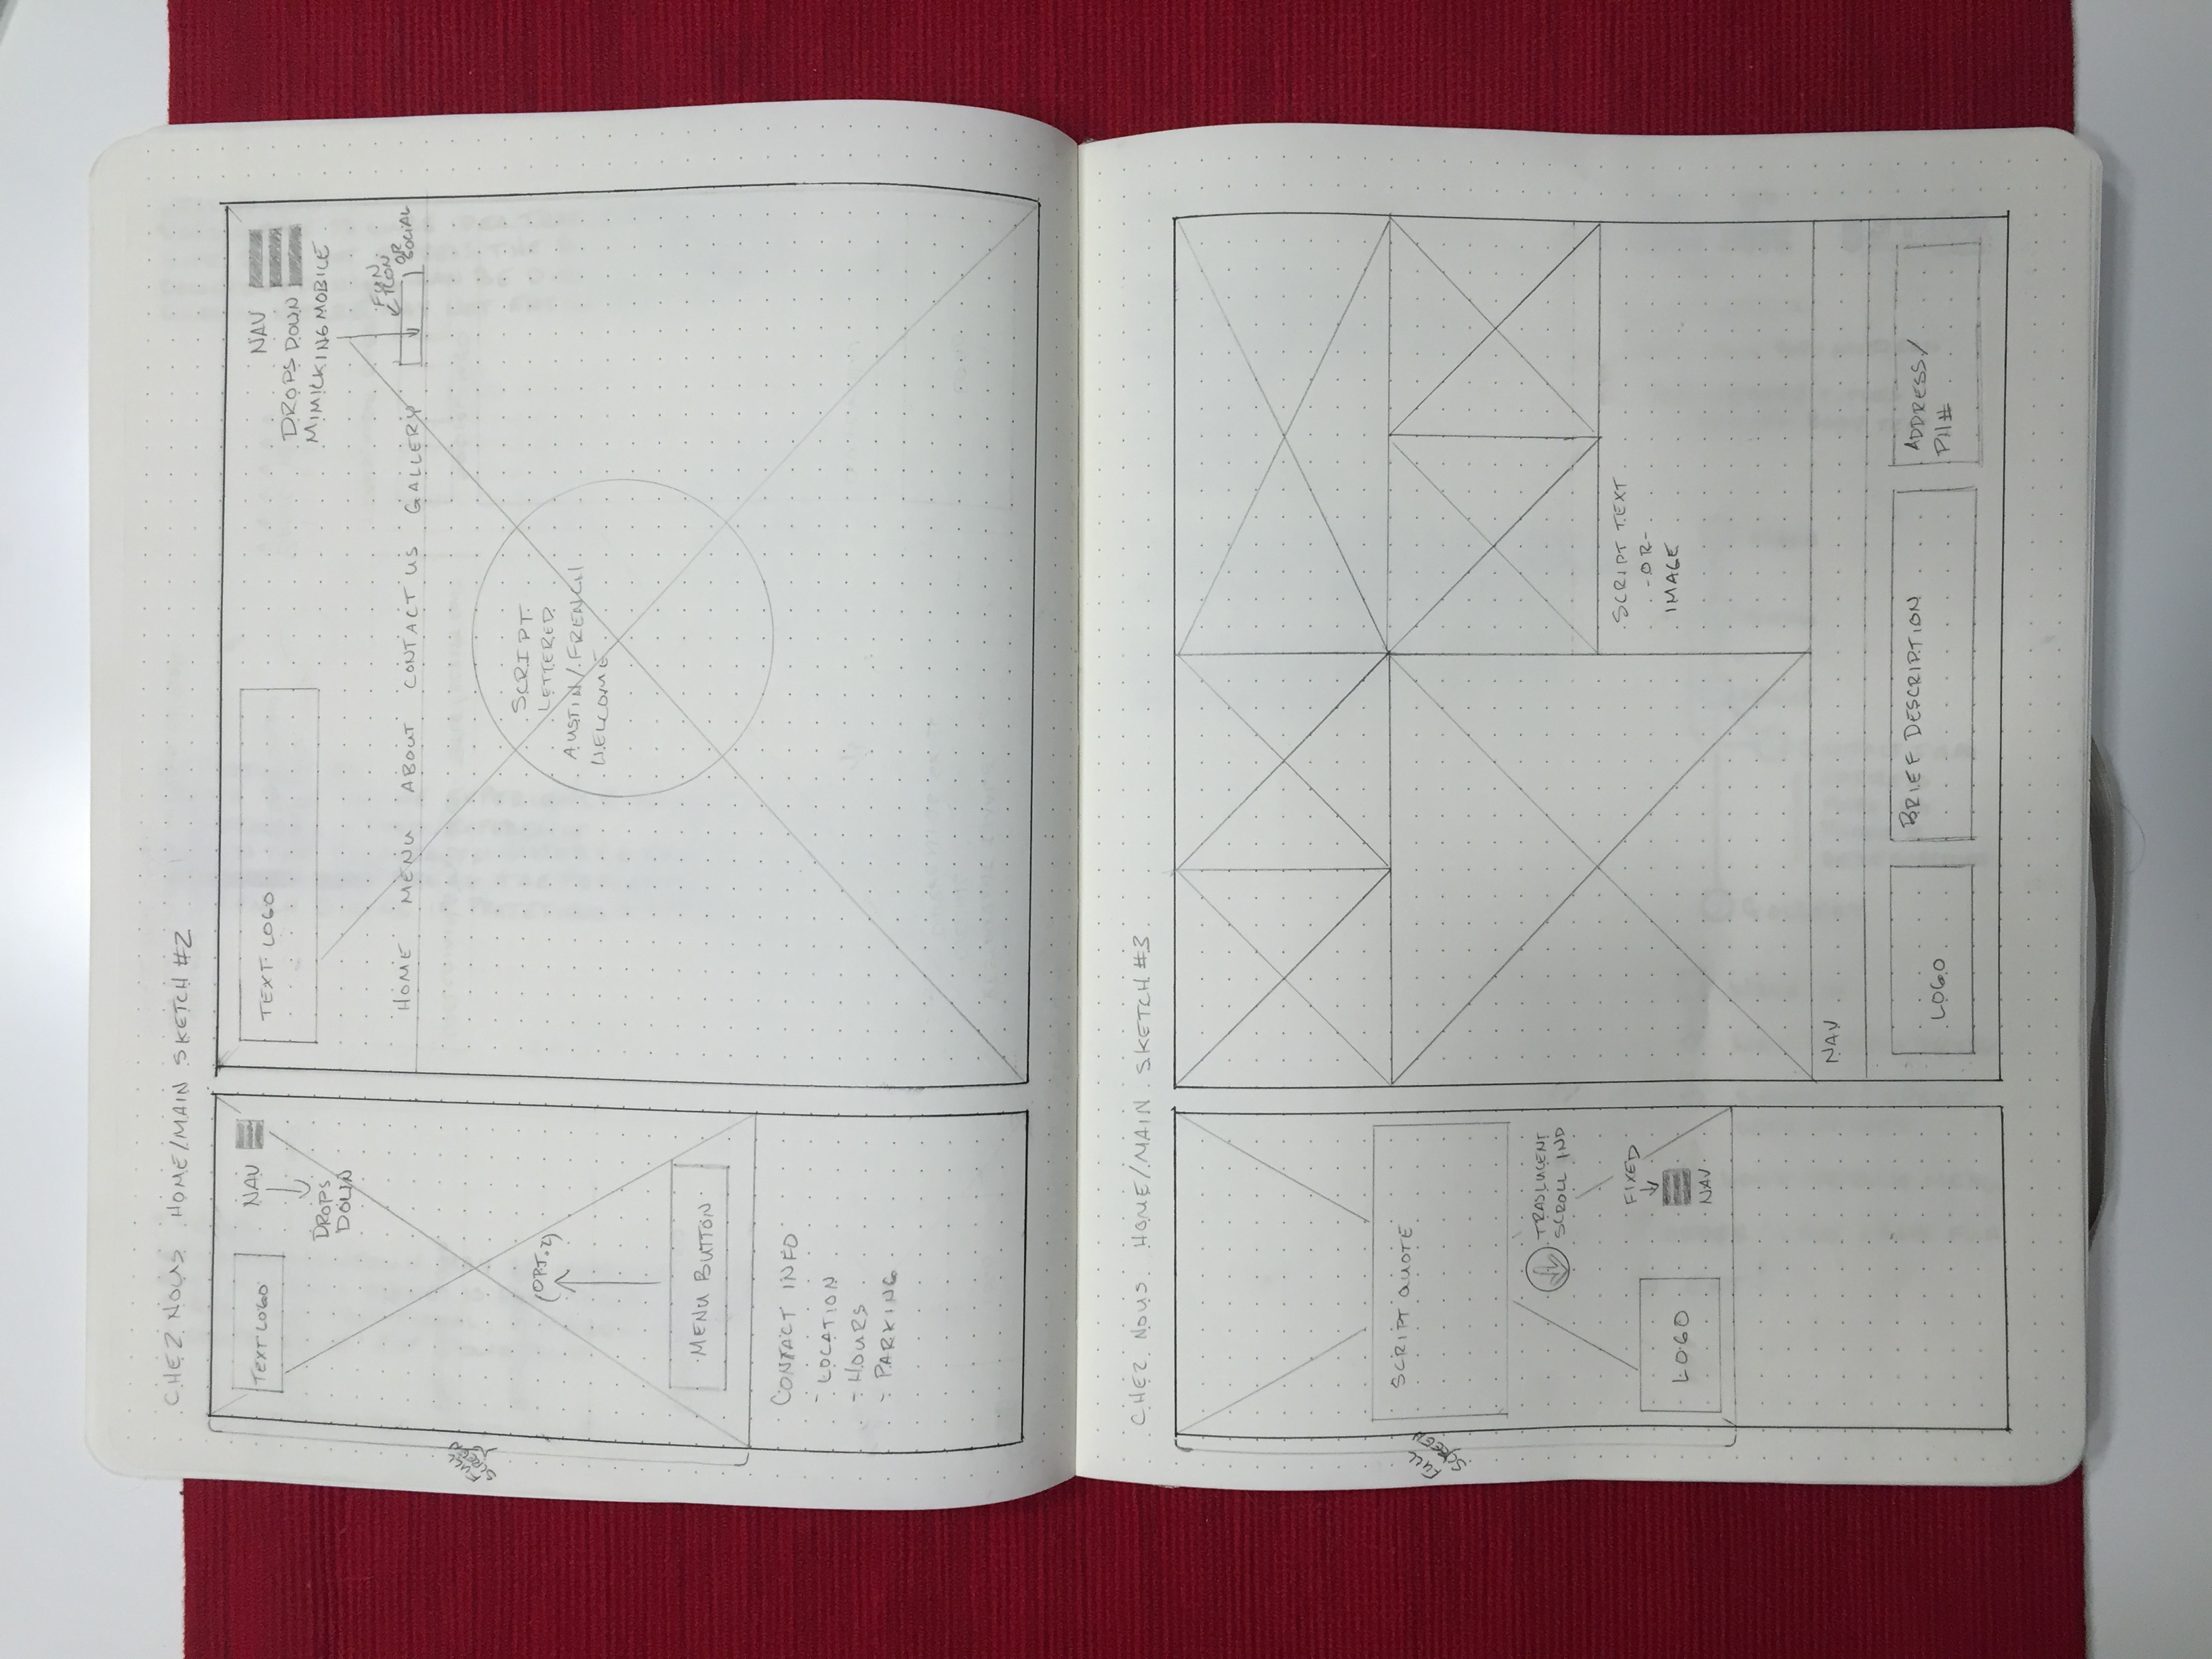 CHEZ NOUS HOME/MAIN SKETCH #2
TEXT LOGO
NAV
DROPS
DOWN
FULL
SCREEN
(OPT. 2)
MENU BUTTON
CONTACT INFO
- LOCATION
- HOURS
- PARKING
TEXT LOGO
NAV
DROPS DOWN
MIMICKING MOBILE
HOME MENU ABOUT CONTACT US GALLERY
FUN
ICON
OR
SOCIAL
SCRIPT
LETTERED
AUSTIN/FRENCH
WELCOME
CHEZ NOUS HOME/MAIN SKETCH #3
FULL
SCREEN
SCRIPT QUOTE
TRASLUCENT
SCROLL IND
FIXED
LOGO
NAV
SCRIPT TEXT
-OR-
IMAGE
NAV
LOGO
BRIEF DESCRIPTION
ADDRESS/
PH#